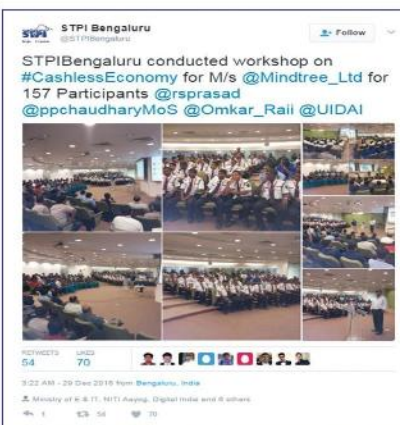 STPI Bengaluru
@STPIBengaluru
Follow
STPIBengaluru conducted workshop on
#CashlessEconomy for M/s @Mindtree_Ltd for
157 Participants @rsprasad
@ppchaudharyMoS @Omkar_Raii @UIDAI
RETWEETS LIKES
54 70
3:22 AM - 29 Dec 2016 from Bengaluru, India
Ministry of E & IT, NITI Aayog, Digital India and 6 others
54 70